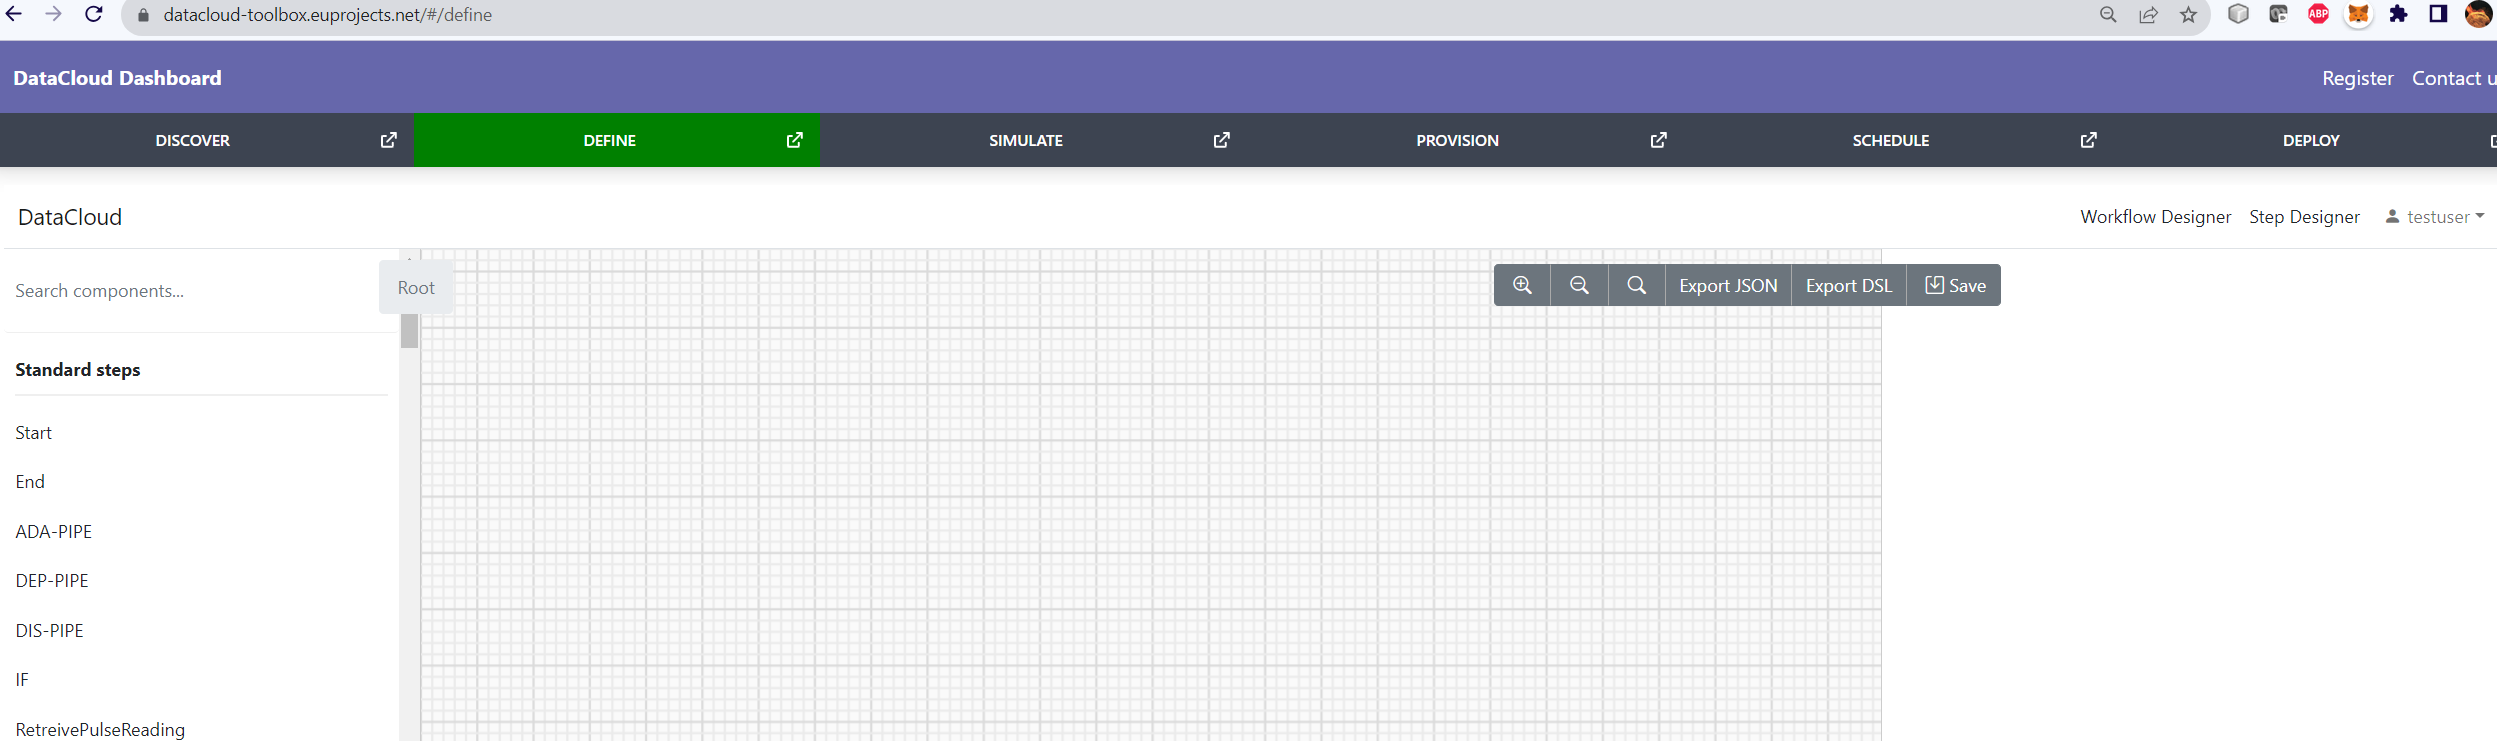 datacloud-toolbox.euprojects.net/#/define
ABP
DataCloud Dashboard Register Contact u
DISCOVER DEFINE SIMULATE PROVISION SCHEDULE DEPLOY
DataCloud Workflow Designer Step Designer testuser
Search components... Root Export JSON Export DSL Save
Standard steps
Start
End
ADA-PIPE
DEP-PIPE
DIS-PIPE
IF
RetreivePulseReading